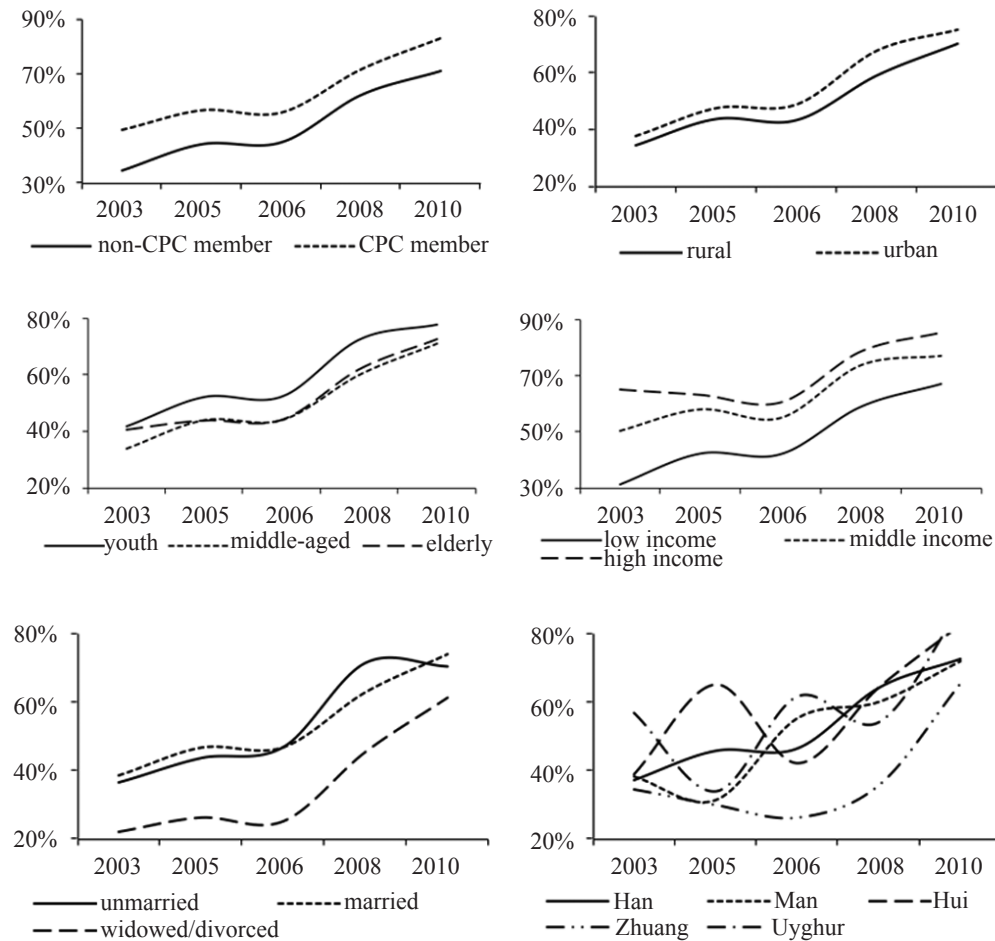 90%
70%
50%
30%
2003 2005 2006 2008 2010
non-CPC member CPC member
80%
60%
40%
20%
2003 2005 2006 2008 2010
rural urban
80%
60%
40%
20%
2003 2005 2006 2008 2010
youth middle-aged elderly
90%
70%
50%
30%
2003 2005 2006 2008 2010
low income middle income
high income
80%
60%
40%
20%
2003 2005 2006 2008 2010
unmarried married
widowed/divorced
80%
60%
40%
20%
2003 2005 2006 2008 2010
Han Man Hui
Zhuang Uyghur